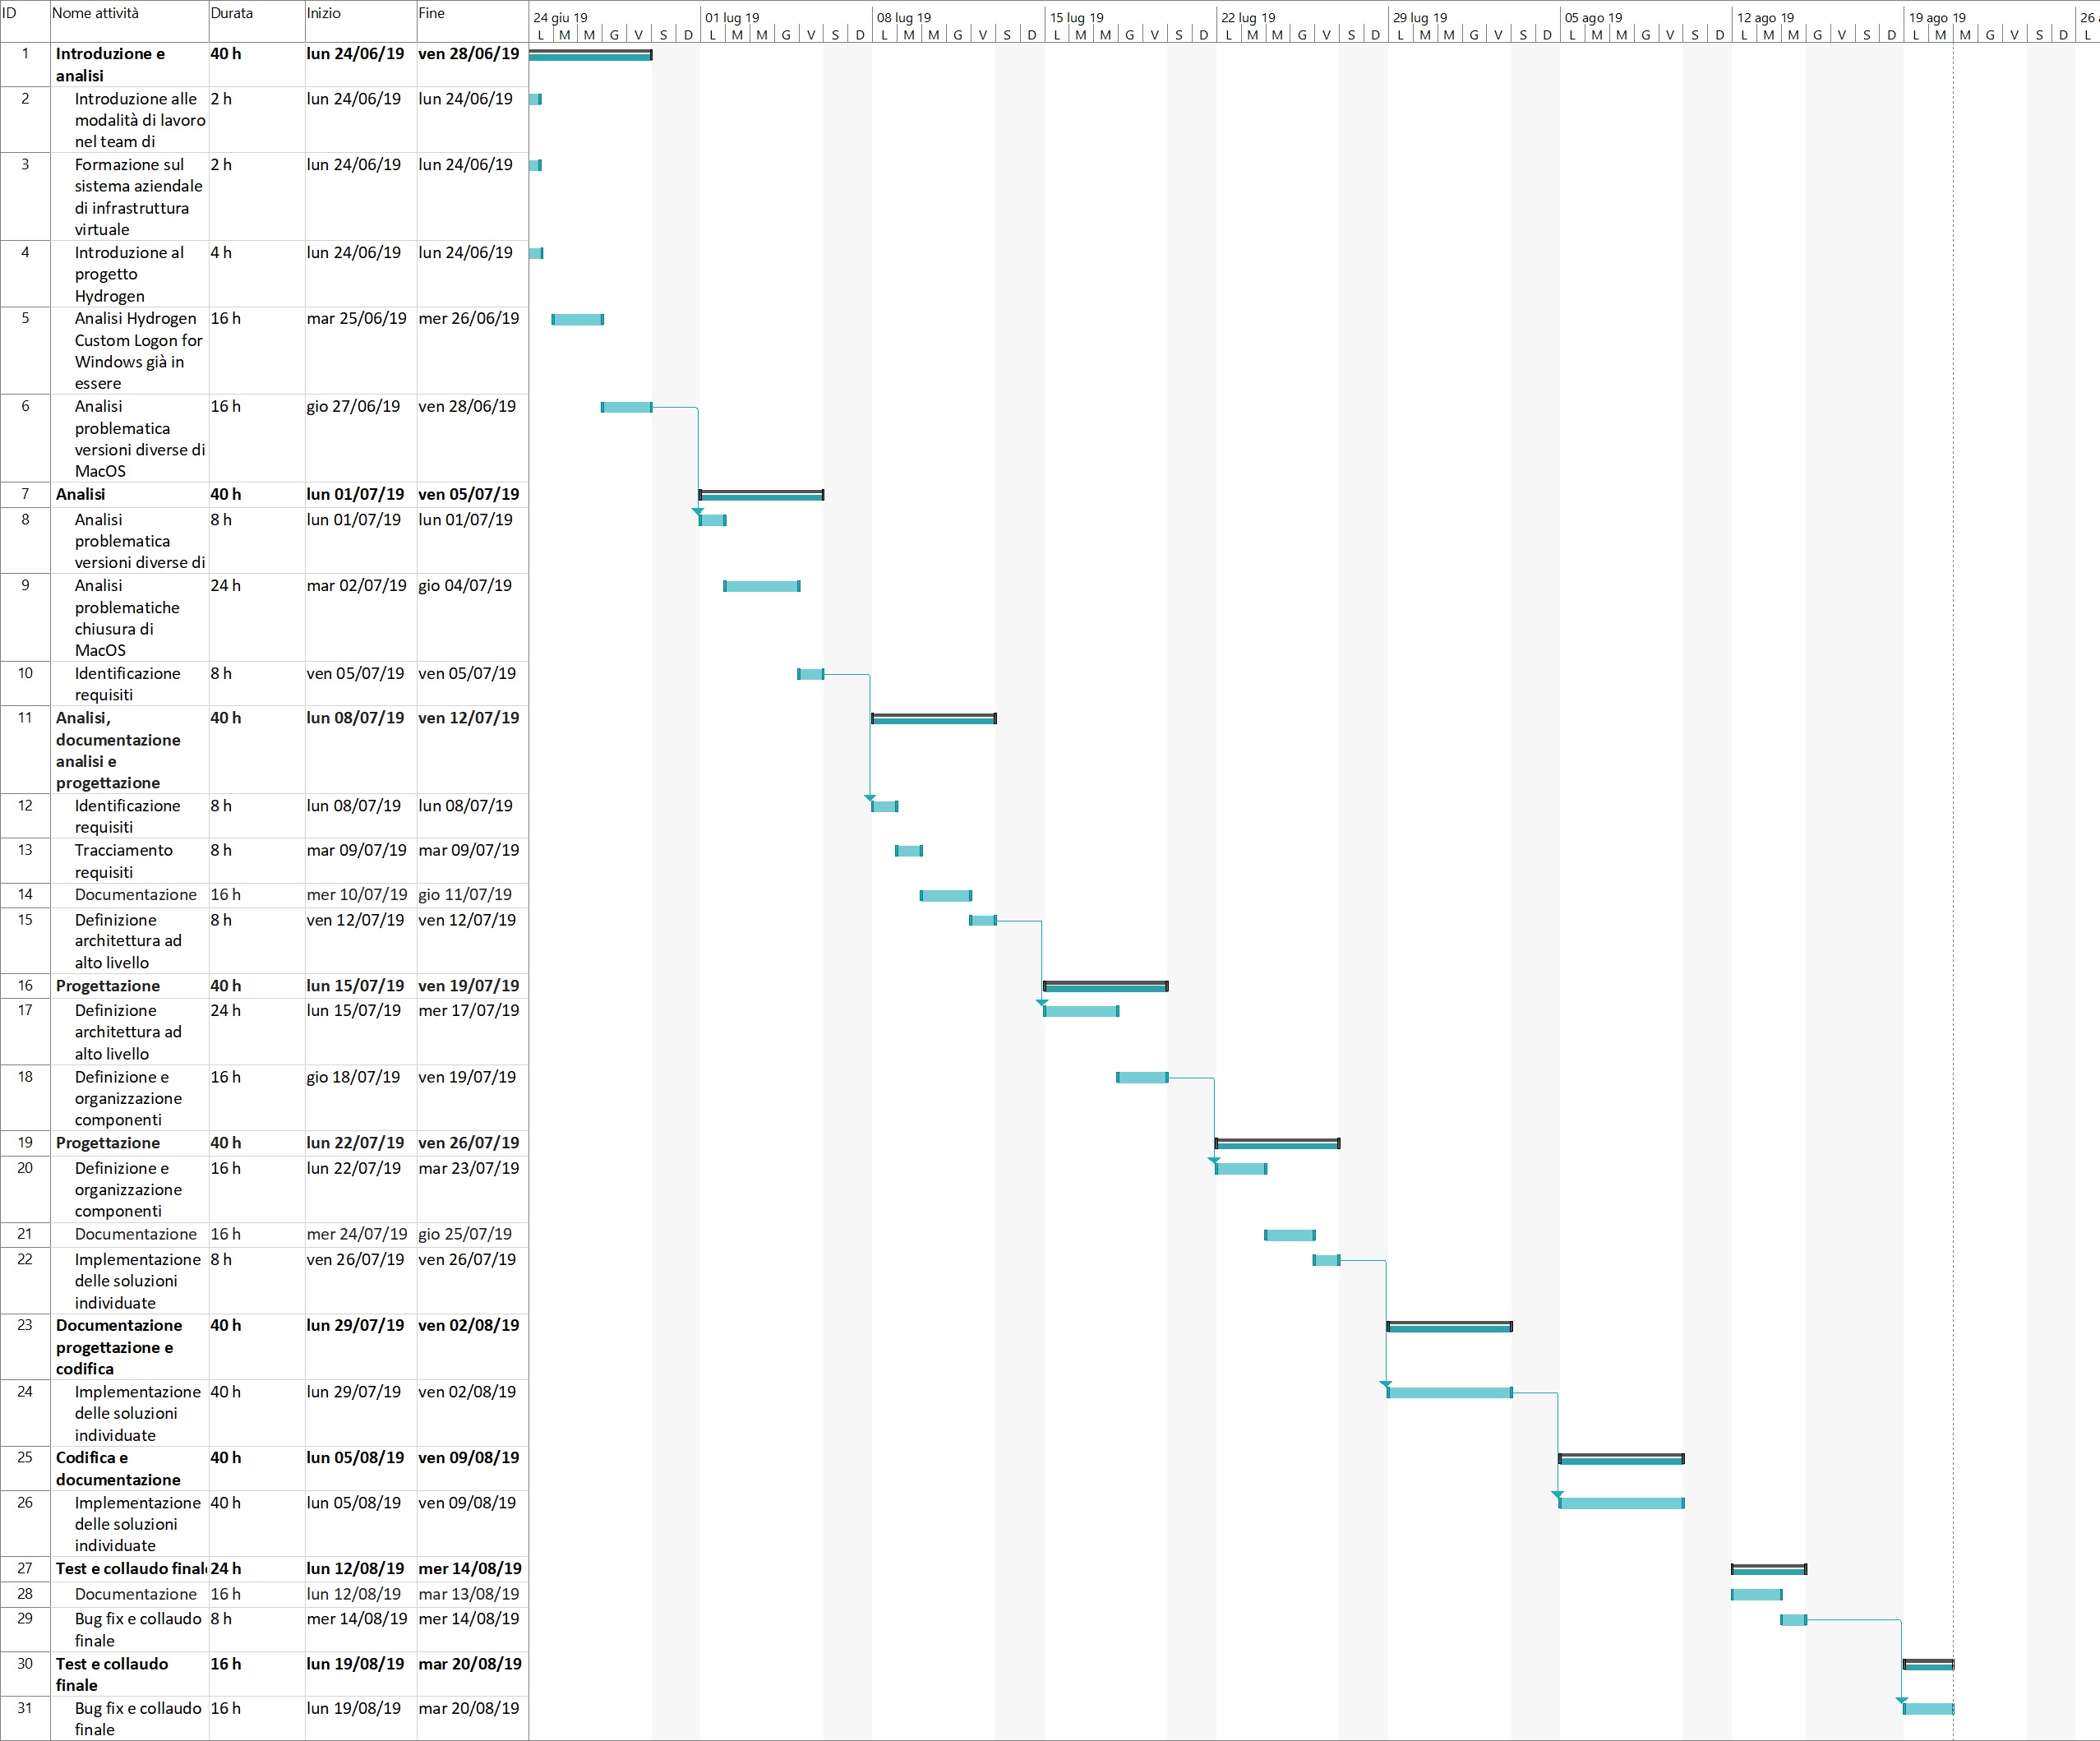 ID Nome attività Durata Inizio Fine 24 giu 19 01 lug 19 08 lug 19 15 lug 19 22 lug 19 29 lug 19 05 ago 19 12 ago 19 19 ago 19 26
L M M G V S D L M M G V S D L M M G V S D L M M G V S D L M M G V S D L M M G V S D L M M G V S D L M M G V S D L M M G V S D L
1 Introduzione e 40 h lun 24/06/19 ven 28/06/19
analisi
2 Introduzione alle 2 h lun 24/06/19 lun 24/06/19
modalità di lavoro
nel team di
3 Formazione sul 2 h lun 24/06/19 lun 24/06/19
sistema aziendale
di infrastruttura
virtuale
4 Introduzione al 4 h lun 24/06/19 lun 24/06/19
progetto
Hydrogen
5 Analisi Hydrogen 16 h mar 25/06/19 mer 26/06/19
Custom Logon for
Windows già in
essere
6 Analisi 16 h gio 27/06/19 ven 28/06/19
problematica
versioni diverse di
MacOS
7 Analisi 40 h lun 01/07/19 ven 05/07/19
8 Analisi 8 h lun 01/07/19 lun 01/07/19
problematica
versioni diverse di
9 Analisi 24 h mar 02/07/19 gio 04/07/19
problematiche
chiusura di
MacOS
10 Identificazione 8 h ven 05/07/19 ven 05/07/19
requisiti
11 Analisi, 40 h lun 08/07/19 ven 12/07/19
documentazione
analisi e
progettazione
12 Identificazione 8 h lun 08/07/19 lun 08/07/19
requisiti
13 Tracciamento 8 h mar 09/07/19 mar 09/07/19
requisiti
14 Documentazione 16 h mer 10/07/19 gio 11/07/19
15 Definizione 8 h ven 12/07/19 ven 12/07/19
architettura ad
alto livello
16 Progettazione 40 h lun 15/07/19 ven 19/07/19
17 Definizione 24 h lun 15/07/19 mer 17/07/19
architettura ad
alto livello
18 Definizione e 16 h gio 18/07/19 ven 19/07/19
organizzazione
componenti
19 Progettazione 40 h lun 22/07/19 ven 26/07/19
20 Definizione e 16 h lun 22/07/19 mar 23/07/19
organizzazione
componenti
21 Documentazione 16 h mer 24/07/19 gio 25/07/19
22 Implementazione 8 h ven 26/07/19 ven 26/07/19
delle soluzioni
individuate
23 Documentazione 40 h lun 29/07/19 ven 02/08/19
progettazione e
codifica
24 Implementazione 40 h lun 29/07/19 ven 02/08/19
delle soluzioni
individuate
25 Codifica e 40 h lun 05/08/19 ven 09/08/19
documentazione
26 Implementazione 40 h lun 05/08/19 ven 09/08/19
delle soluzioni
individuate
27 Test e collaudo final 24 h lun 12/08/19 mer 14/08/19
28 Documentazione 16 h lun 12/08/19 mar 13/08/19
29 Bug fix e collaudo 8 h mer 14/08/19 mer 14/08/19
finale
30 Test e collaudo 16 h lun 19/08/19 mar 20/08/19
finale
31 Bug fix e collaudo 16 h lun 19/08/19 mar 20/08/19
finale